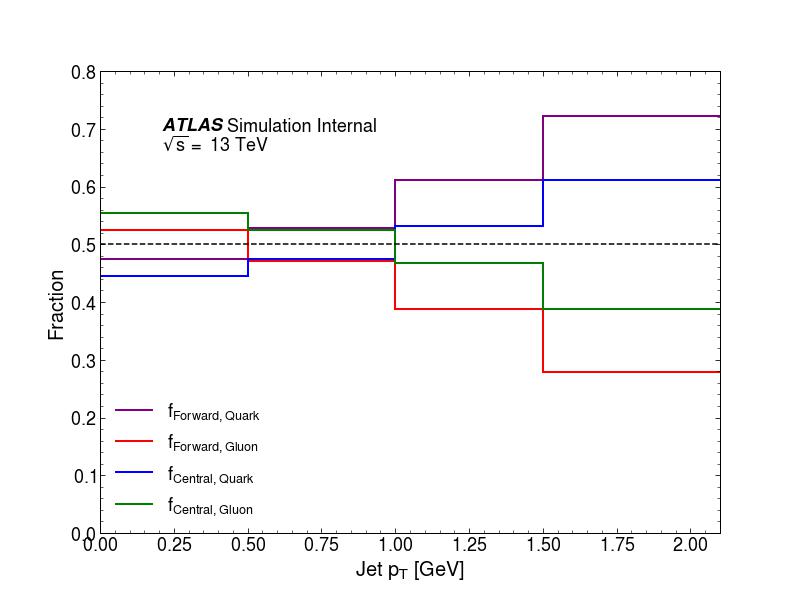 0.8
0.7
0.6
0.5
0.4
0.3
0.2
0.1
0.0
Fraction
ATLAS Simulation Internal
√s = 13 TeV
f_Forward, Quark
f_Forward, Gluon
f_Central, Quark
f_Central, Gluon
0.00 0.25 0.50 0.75 1.00 1.25 1.50 1.75 2.00
Jet p_T [GeV]